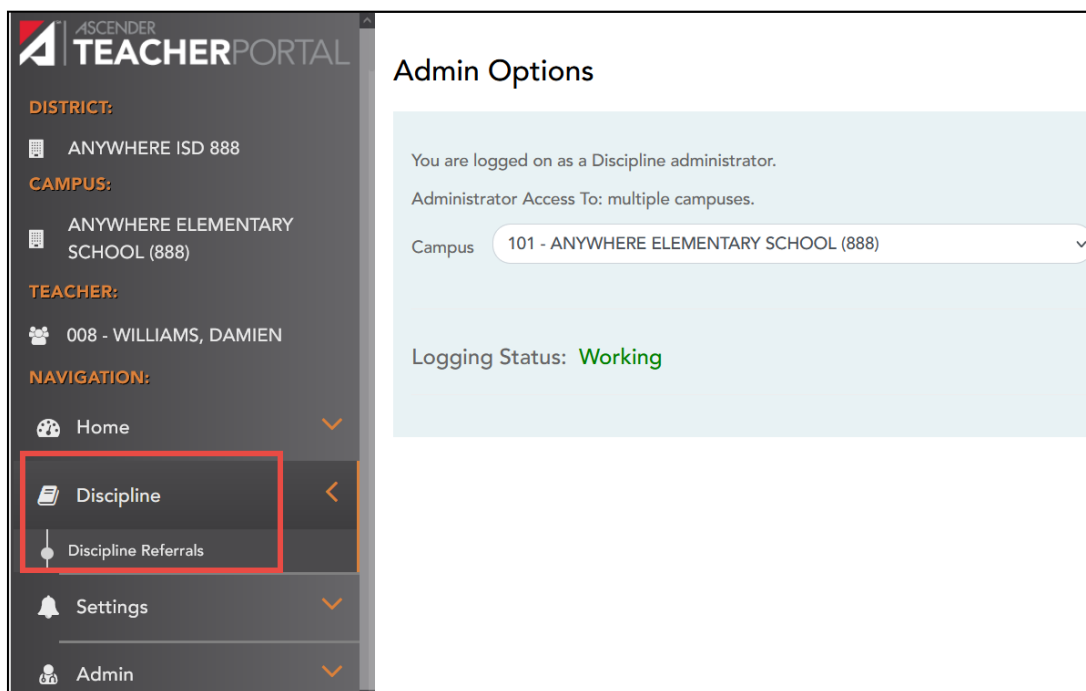 ASCENDER
TEACHERPORTAL
DISTRICT:
ANYWHERE ISD 888
CAMPUS:
ANYWHERE ELEMENTARY
SCHOOL (888)
TEACHER:
008 - WILLIAMS, DAMIEN
NAVIGATION:
Home
Discipline
Discipline Referrals
Settings
Admin
Admin Options
You are logged on as a Discipline administrator.
Administrator Access To: multiple campuses.
Campus 101 - ANYWHERE ELEMENTARY SCHOOL (888)
Logging Status: Working